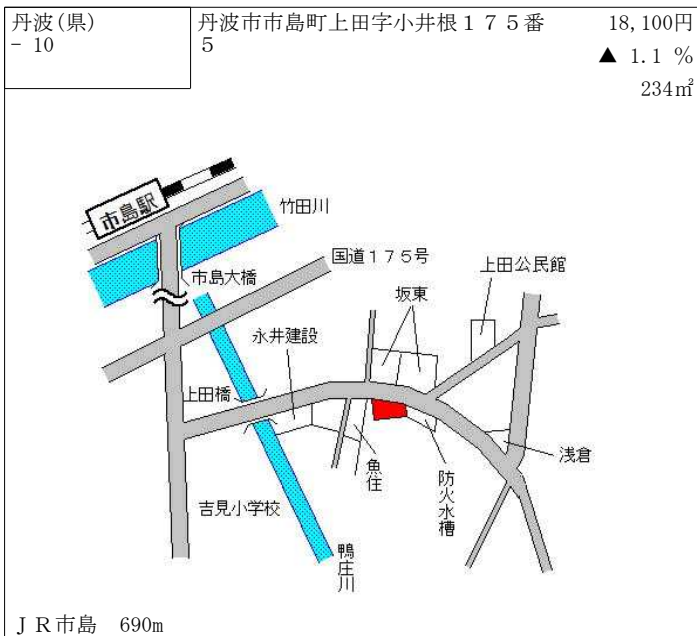 丹波(県)
- 10
丹波市市島町上田字小井根１７５番
5
18,100円
▲ 1.1 %
234㎡
市島駅
竹田川
市島大橋
国道１７５号
上田公民館
坂東
永井建設
上田橋
魚住
防火水槽
浅倉
吉見小学校
鴨庄川
ＪＲ市島 690m